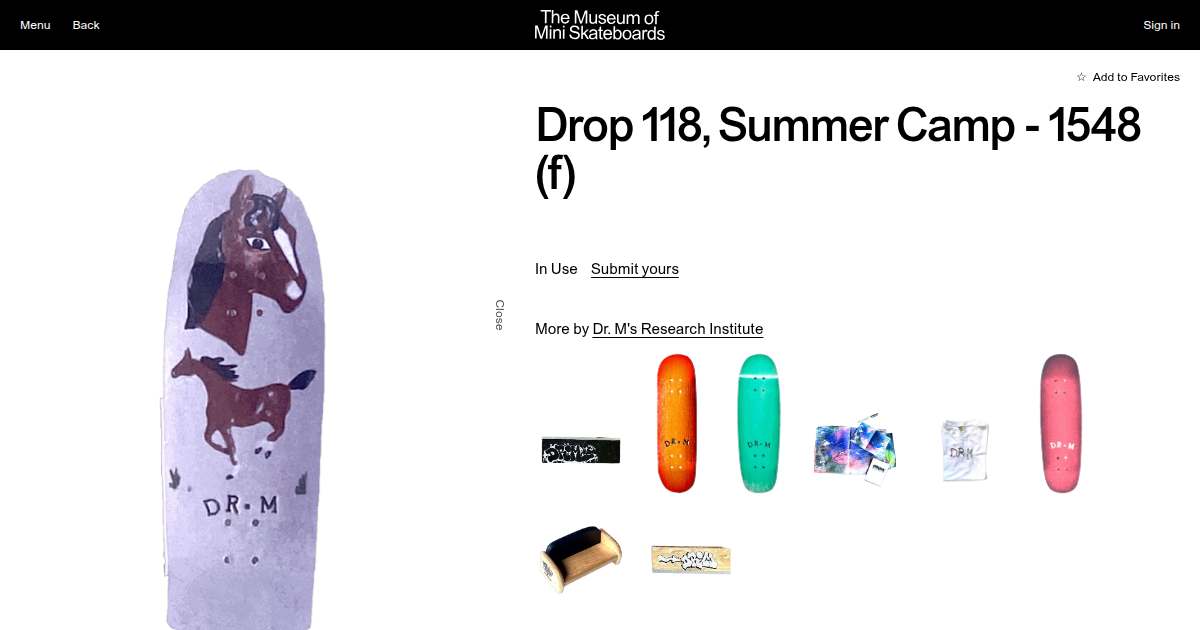 Menu
Back
The Museum of
Mini Skateboards
Sign in
☆ Add to Favorites
Drop 118, Summer Camp - 1548
(f)
In Use
Submit yours
Close
More by Dr. M's Research Institute
DR. M
DR. M
DR. M
DR. M
DR. M